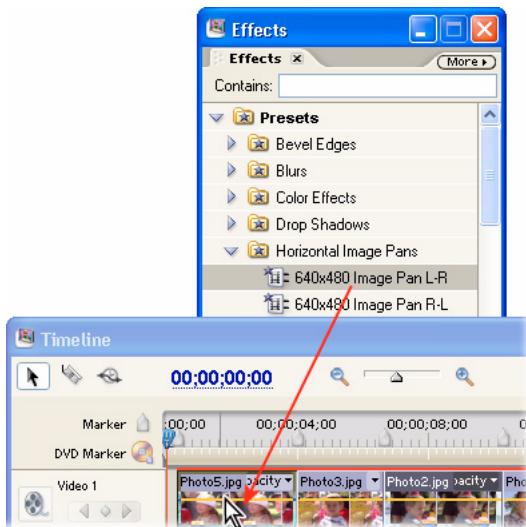 Effects
Effects x
More
Contains:
Presets
Bevel Edges
Blurs
Color Effects
Drop Shadows
Horizontal Image Pans
640x480 Image Pan L-R
640x480 Image Pan R-L
Timeline
00;00;00;00
Marker :00;00 00;00;04;00 00;00;08;00 0
DVD Marker
Video 1
Photo5.jpg pacity Photo3.jpg Photo2.jpg pacity Pho